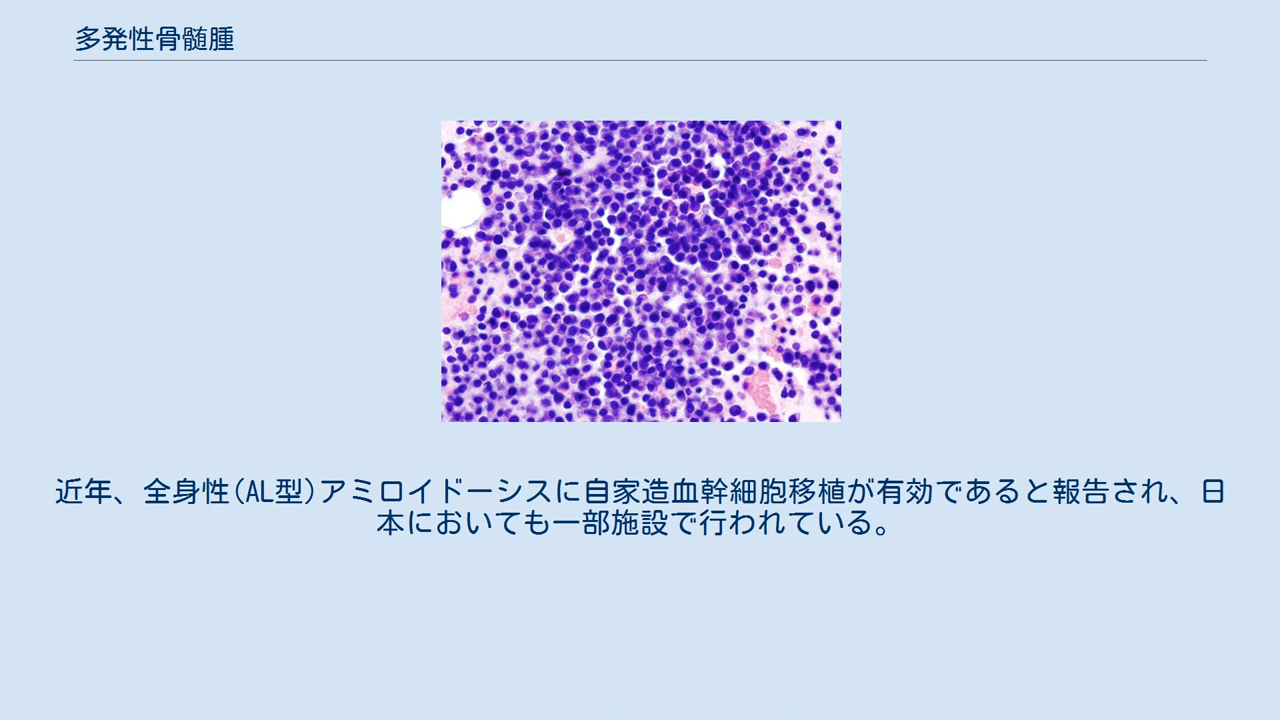 多発性骨髄腫
近年、全身性(AL型)アミロイドーシスに自家造血幹細胞移植が有効であると報告され、日
本においても一部施設で行われている。